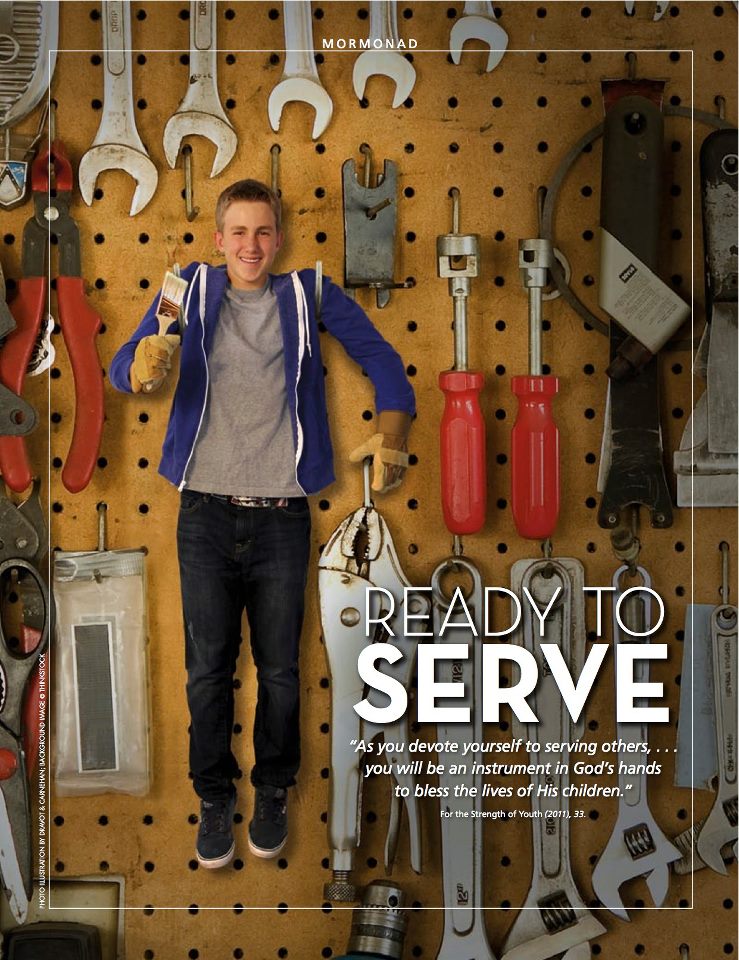 MORMONAD
READY TO
SERVE
“As you devote yourself to serving others, . . .
you will be an instrument in God’s hands
to bless the lives of His children.”
For the Strength of Youth (2011), 33.
PHOTO ILLUSTRATION BY DRAYOT & CARNEHAN; BACKGROUND IMAGE © THINKSTOCK